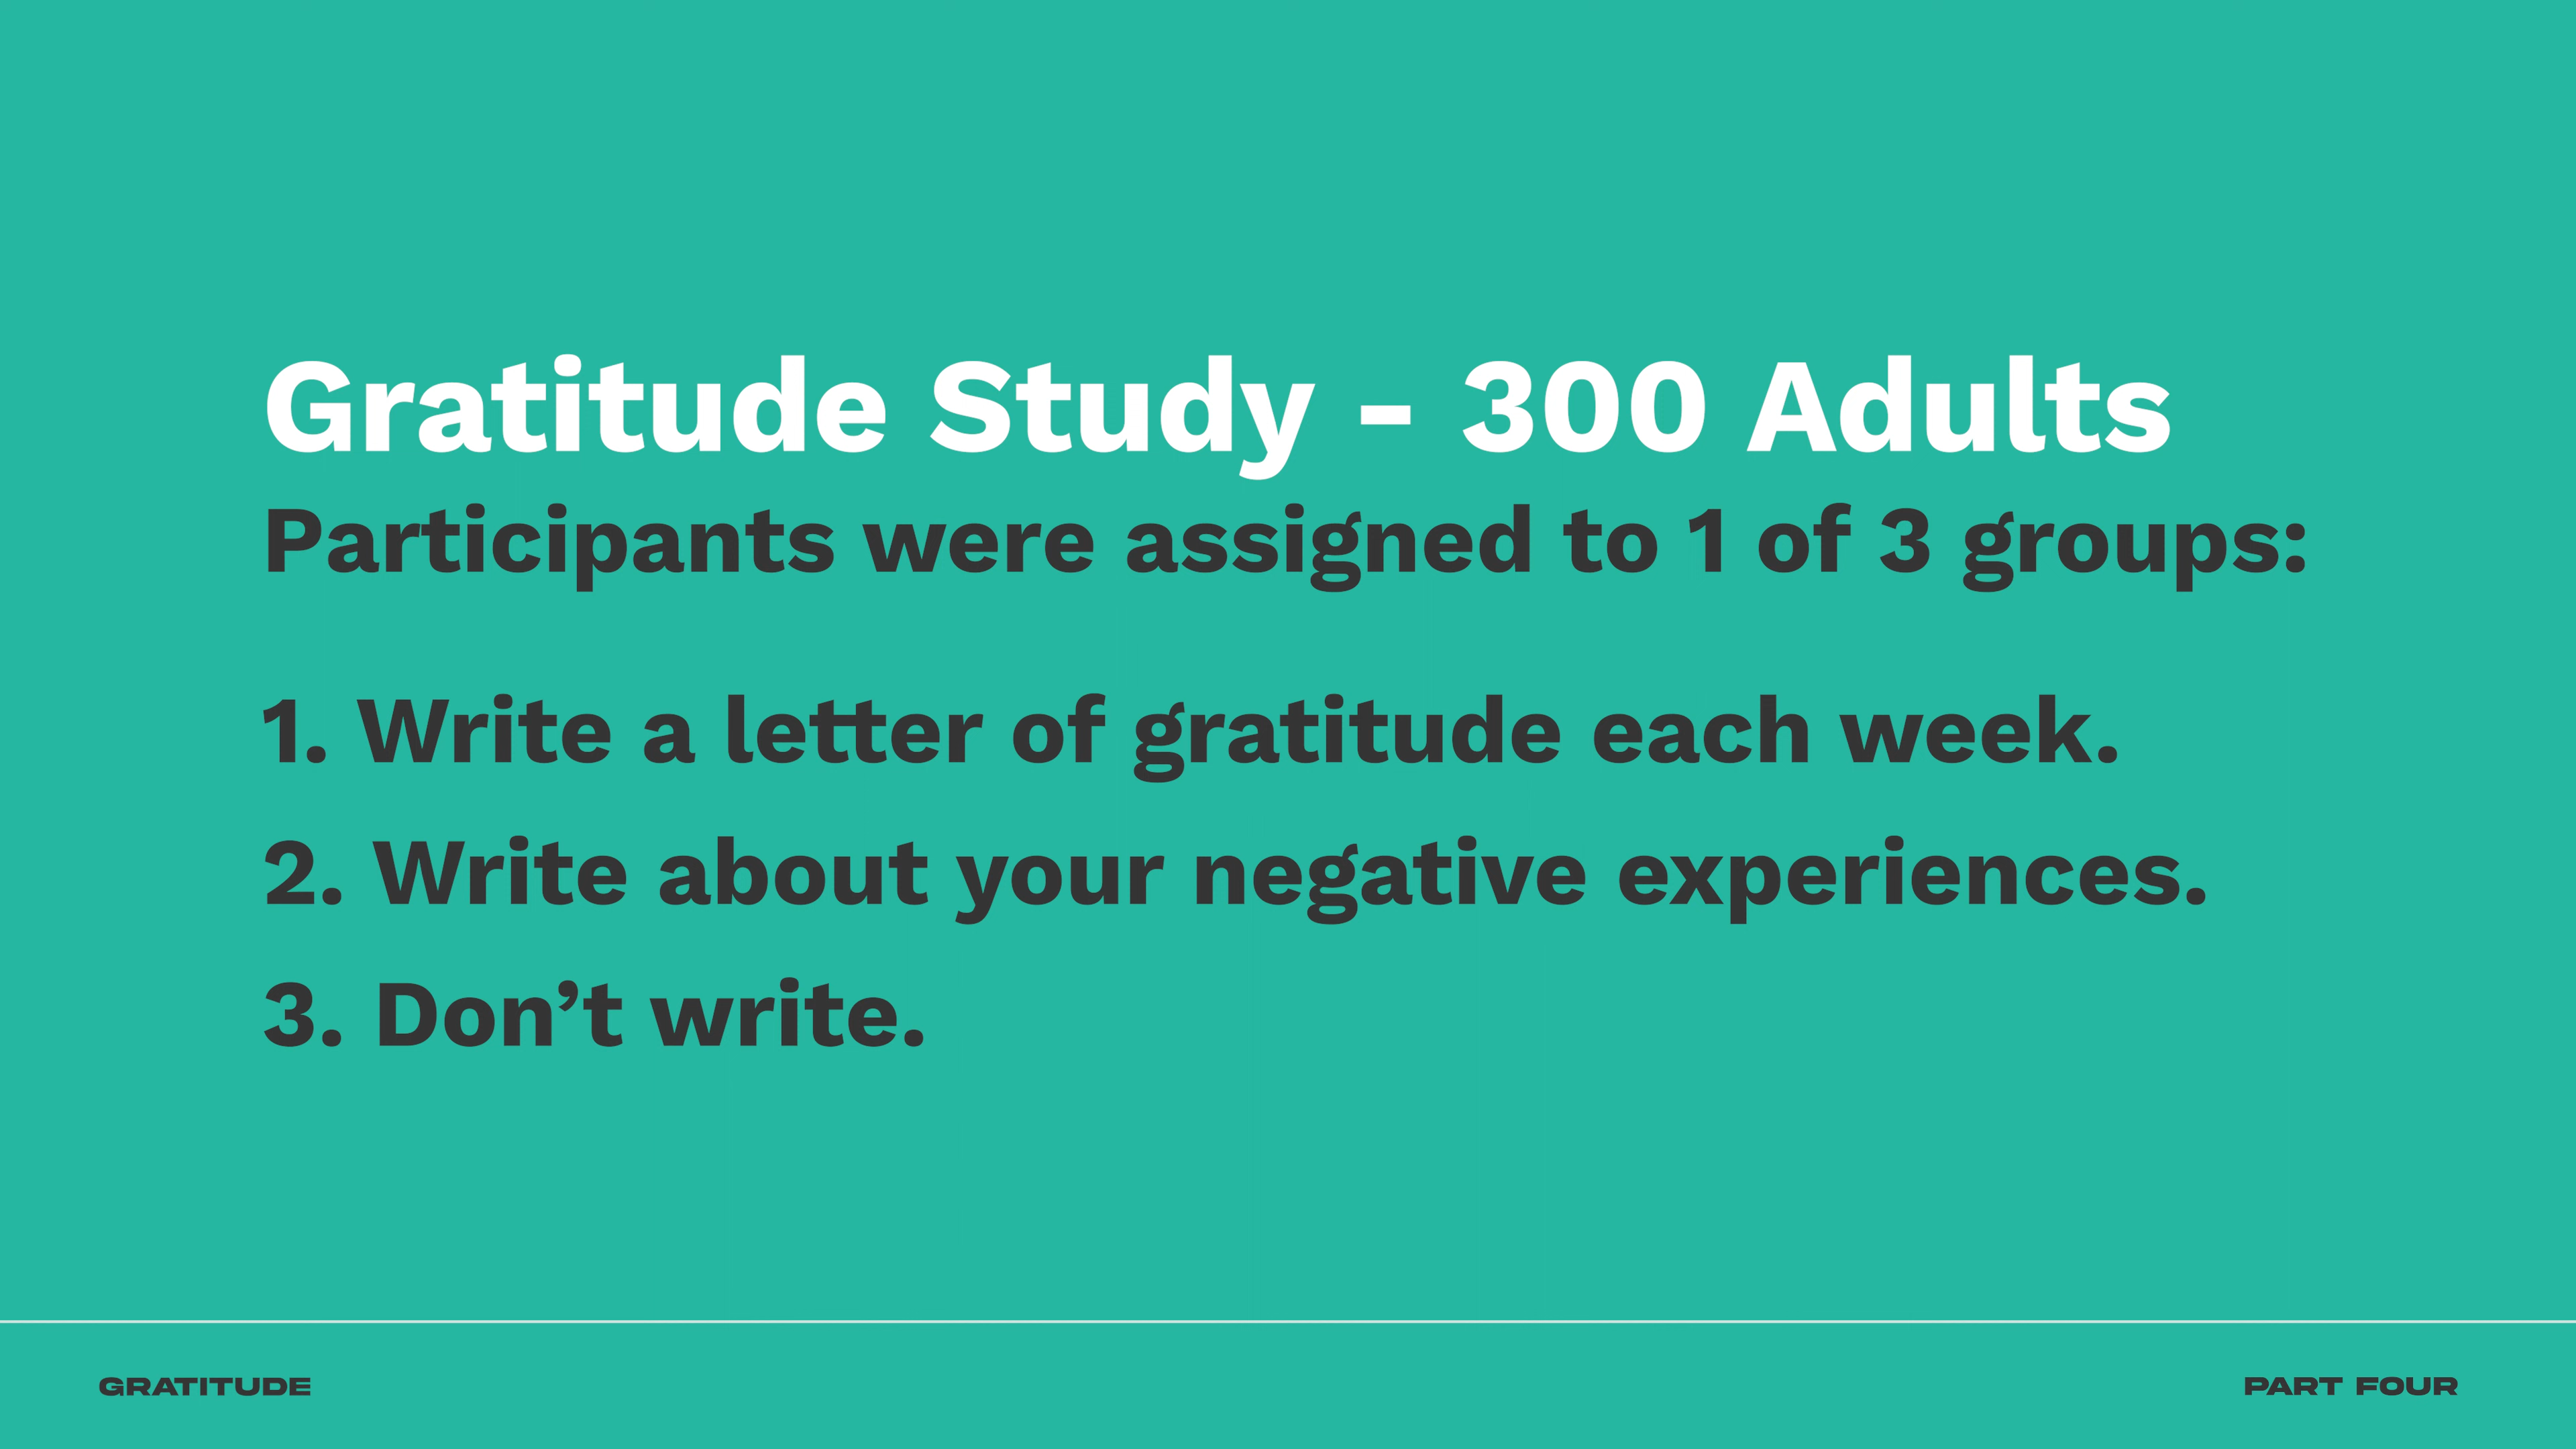 Gratitude Study - 300 Adults
Participants were assigned to 1 of 3 groups:
1. Write a letter of gratitude each week.
2. Write about your negative experiences.
3. Don’t write.
GRATITUDE
PART FOUR